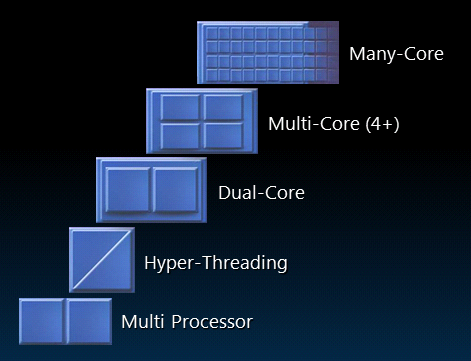 Many-Core
Multi-Core (4+)
Dual-Core
Hyper-Threading
Multi Processor